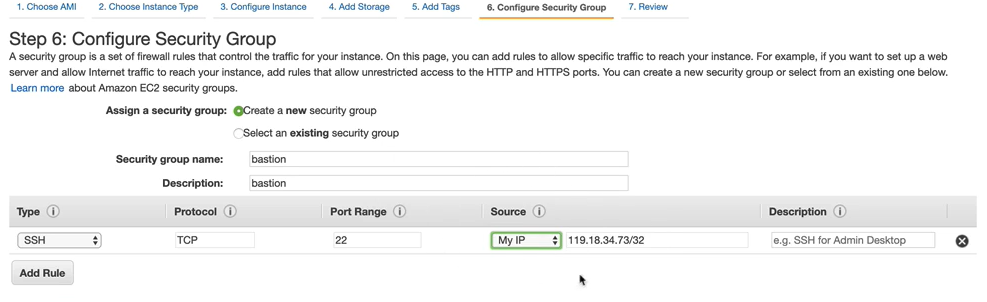 1. Choose AMI 2. Choose Instance Type 3. Configure Instance 4. Add Storage 5. Add Tags 6. Configure Security Group 7. Review
Step 6: Configure Security Group
A security group is a set of firewall rules that control the traffic for your instance. On this page, you can add rules to allow specific traffic to reach your instance. For example, if you want to set up a web
server and allow Internet traffic to reach your instance, add rules that allow unrestricted access to the HTTP and HTTPS ports. You can create a new security group or select from an existing one below.
Learn more about Amazon EC2 security groups.
Assign a security group: Create a new security group
Select an existing security group
Security group name: bastion
Description: bastion
Type i Protocol i Port Range i Source i Description i
SSH TCP 22 My IP 119.18.34.73/32 e.g. SSH for Admin Desktop
Add Rule